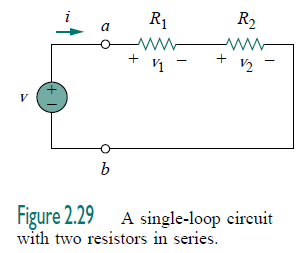 i
a
R₁
R₂
+ v₁ −
+ v₂ −
v
+
−
b
Figure 2.29 A single-loop circuit
with two resistors in series.